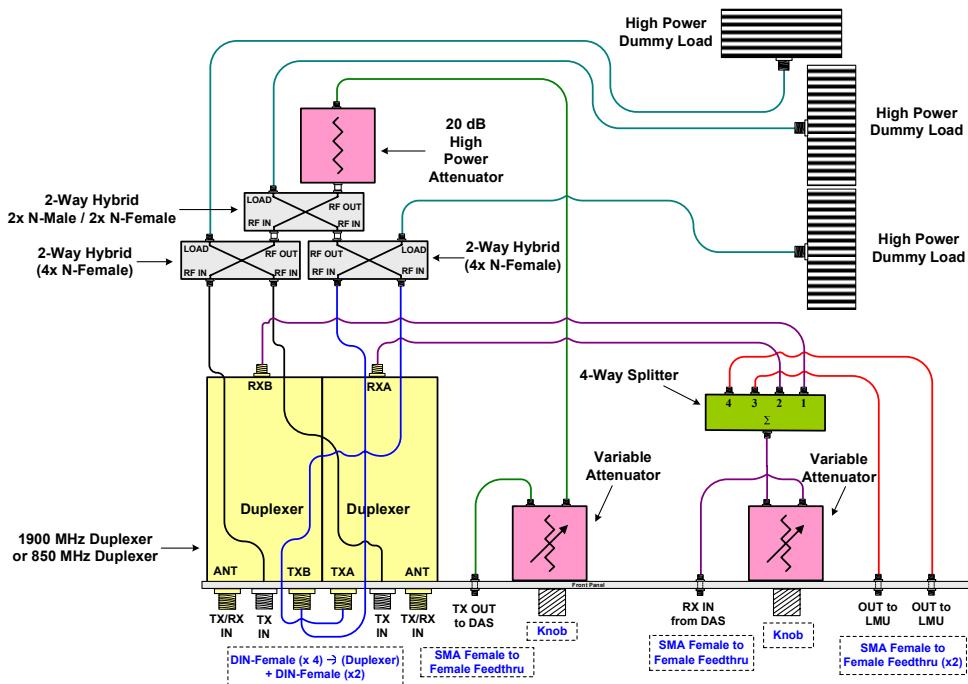 High Power
Dummy Load
20 dB
High
Power
Attenuator
High Power
Dummy Load
2-Way Hybrid
2x N-Male / 2x N-Female
LOAD
RF OUT
RF IN
RF IN
2-Way Hybrid
(4x N-Female)
LOAD
RF OUT
RF IN
RF IN
RF OUT
LOAD
RF IN
RF IN
2-Way Hybrid
(4x N-Female)
High Power
Dummy Load
RXB
RXA
4-Way Splitter
4 3 2 1
Σ
Variable
Attenuator
Variable
Attenuator
Duplexer
Duplexer
1900 MHz Duplexer
or 850 MHz Duplexer
ANT
TXB
TXA
ANT
Front Panel
TX/RX
IN
TX
IN
TX
IN
TX/RX
IN
TX OUT
to DAS
Knob
RX IN
from DAS
Knob
OUT to
LMU
OUT to
LMU
DIN-Female (x 4) → (Duplexer)
+ DIN-Female (x2)
SMA Female to
Female Feedthru
SMA Female to
Female Feedthru
SMA Female to
Female Feedthru (x2)